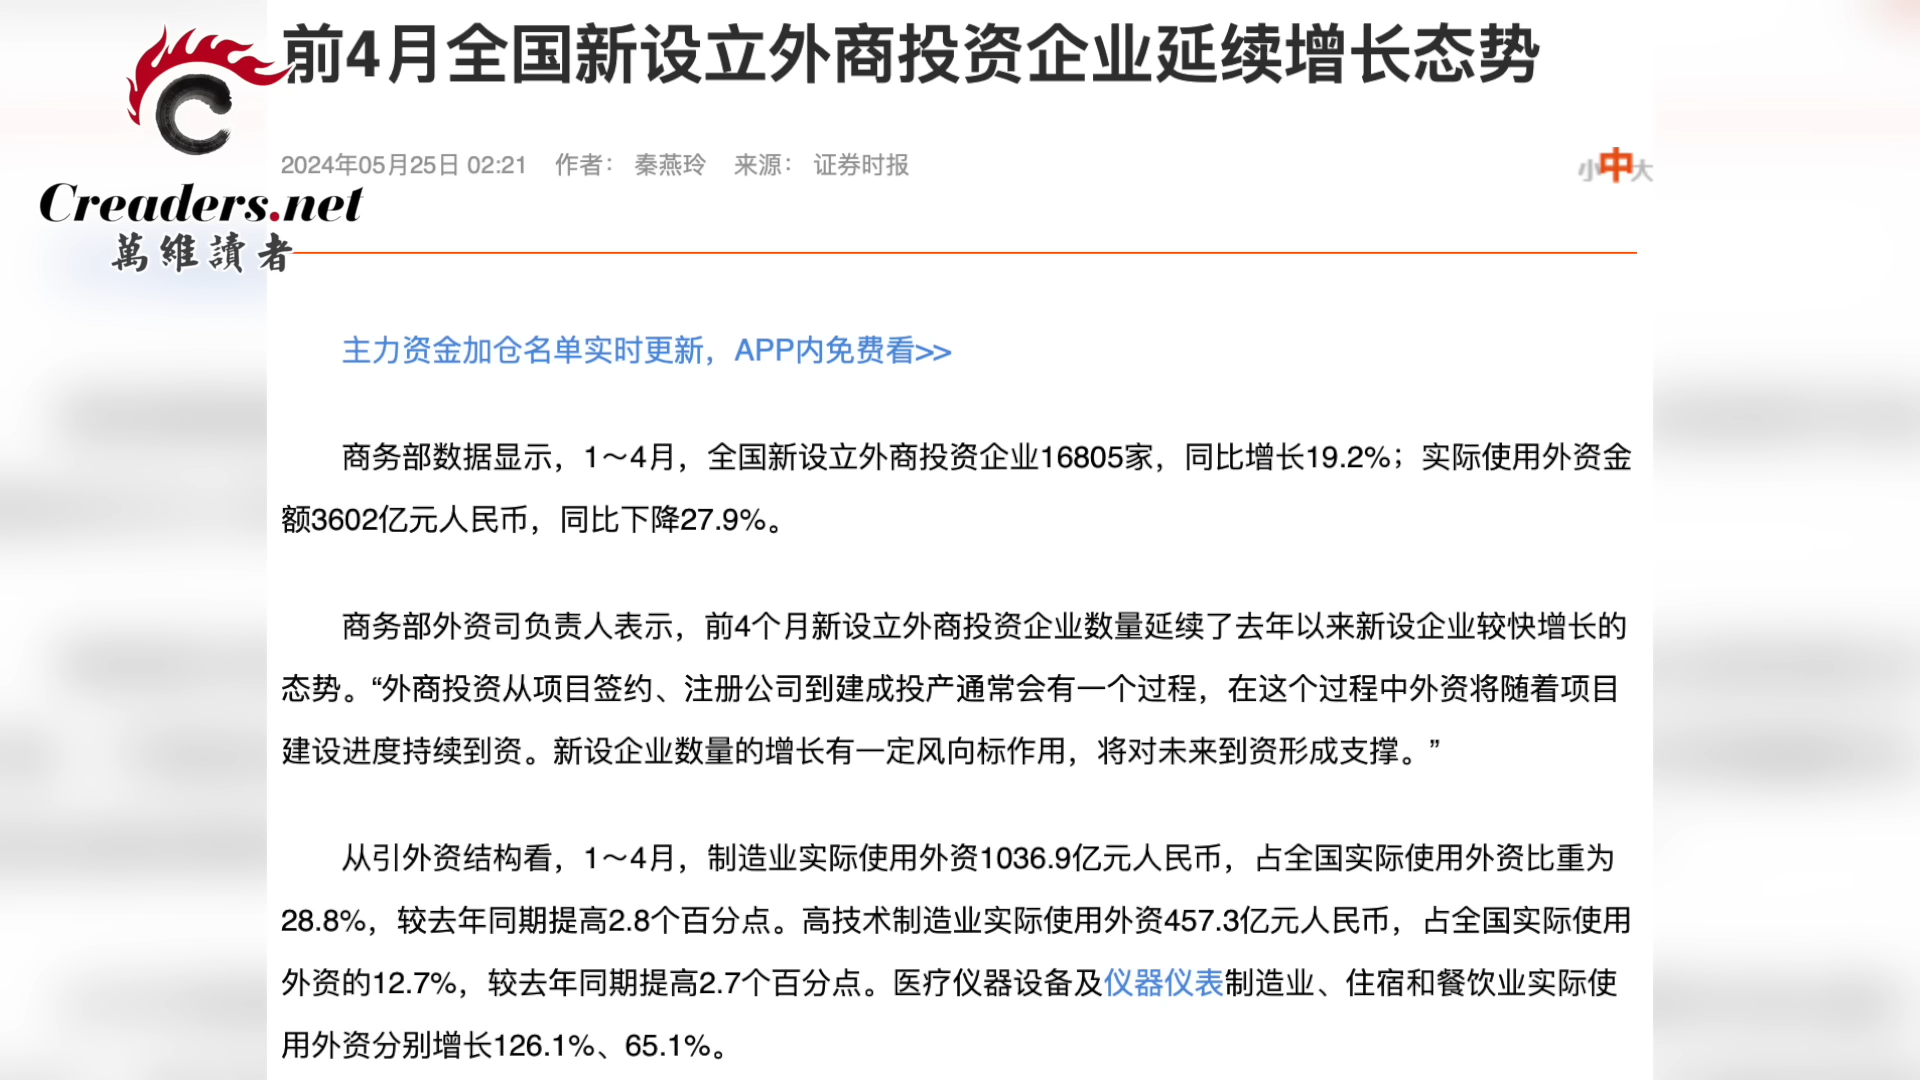 前4月全国新设立外商投资企业延续增长态势
2024年05月25日 02:21 作者： 秦燕玲 来源： 证券时报
小中大
Creaders.net
萬維讀者
主力资金加仓名单实时更新，APP内免费看>>
商务部数据显示，1～4月，全国新设立外商投资企业16805家，同比增长19.2%；实际使用外资金
额3602亿元人民币，同比下降27.9%。
商务部外资司负责人表示，前4个月新设立外商投资企业数量延续了去年以来新设企业较快增长的
态势。“外商投资从项目签约、注册公司到建成投产通常会有一个过程，在这个过程中外资将随着项目
建设进度持续到资。新设企业数量的增长有一定风向标作用，将对未来到资形成支撑。”
从引外资结构看，1～4月，制造业实际使用外资1036.9亿元人民币，占全国实际使用外资比重为
28.8%，较去年同期提高2.8个百分点。高技术制造业实际使用外资457.3亿元人民币，占全国实际使用
外资的12.7%，较去年同期提高2.7个百分点。医疗仪器设备及仪器仪表制造业、住宿和餐饮业实际使
用外资分别增长126.1%、65.1%。